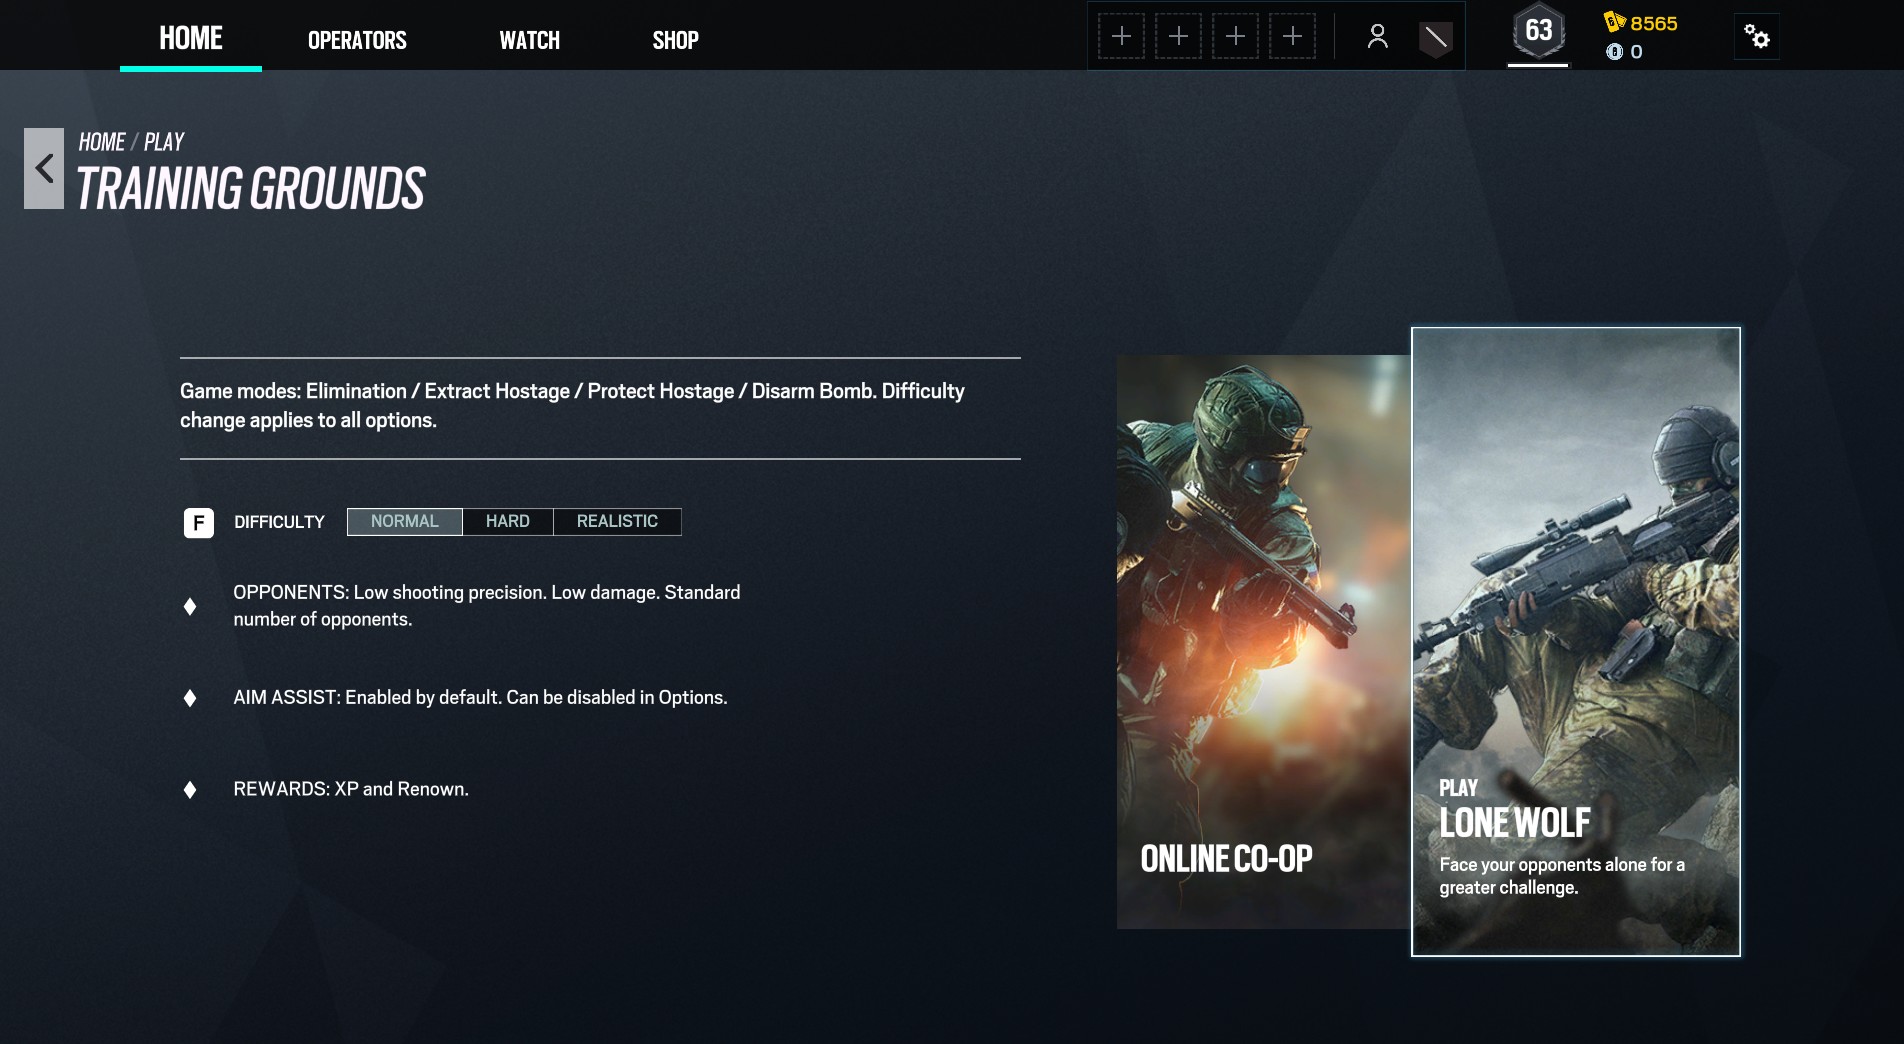 HOME
OPERATORS
WATCH
SHOP
63
8565
0
HOME / PLAY
TRAINING GROUNDS
Game modes: Elimination / Extract Hostage / Protect Hostage / Disarm Bomb. Difficulty
change applies to all options.
F DIFFICULTY NORMAL HARD REALISTIC
OPPONENTS: Low shooting precision. Low damage. Standard
number of opponents.
AIM ASSIST: Enabled by default. Can be disabled in Options.
REWARDS: XP and Renown.
ONLINE CO-OP
PLAY
LONE WOLF
Face your opponents alone for a
greater challenge.